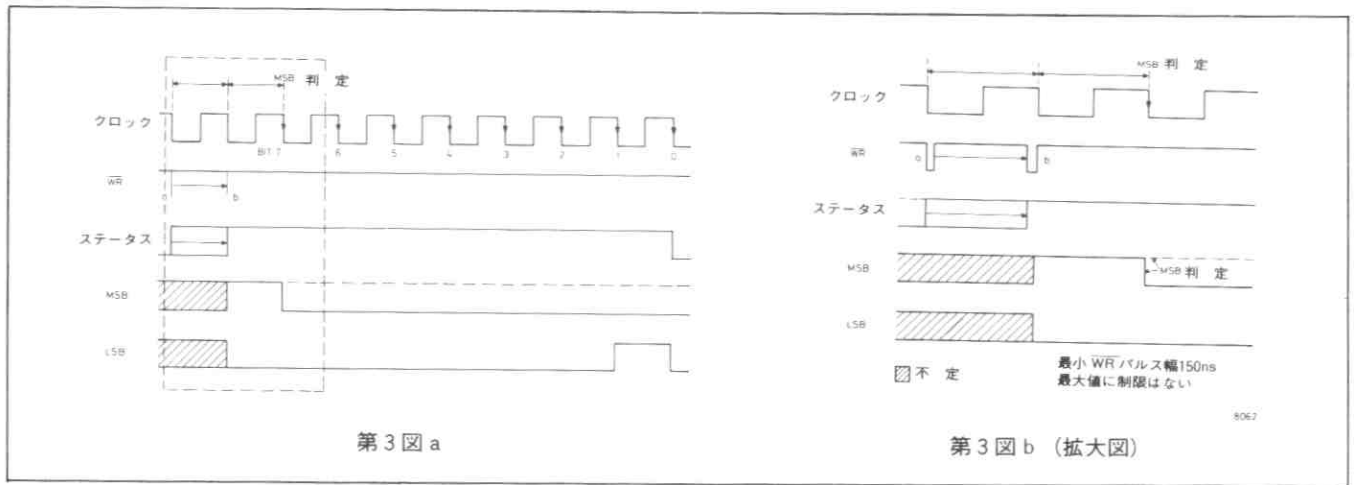 MSB 判 定
クロック
BIT 7 6 5 4 3 2 1 0
W̅R̅
a b
ステータス
MSB
LSB
第3図 a
MSB 判 定
クロック
W̅R̅
a b
ステータス
MSB
MSB 判 定
LSB
不 定
最小 W̅R̅ パルス幅150ns
最大値に制限はない
8062
第3図 b (拡大図)